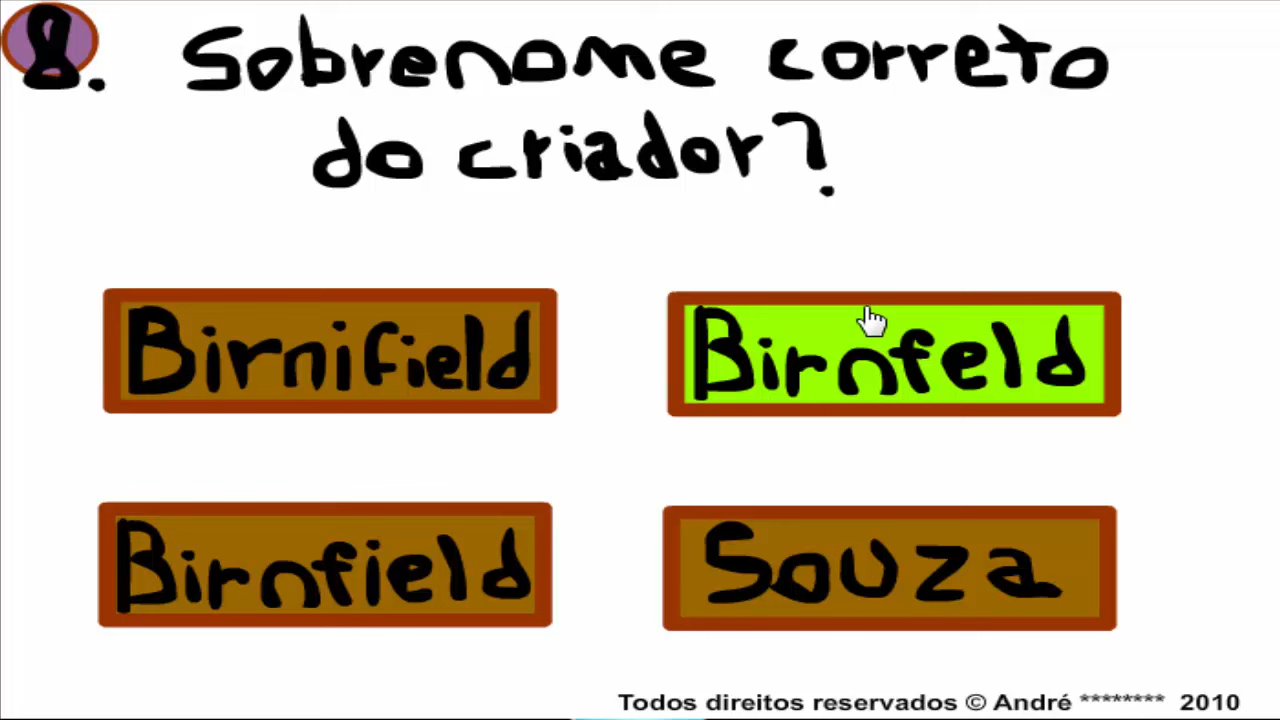 8. Sobrenome correto
do criador?
Birnifield
Birnfeld
Birnfield
Souza
Todos direitos reservados © André ******** 2010